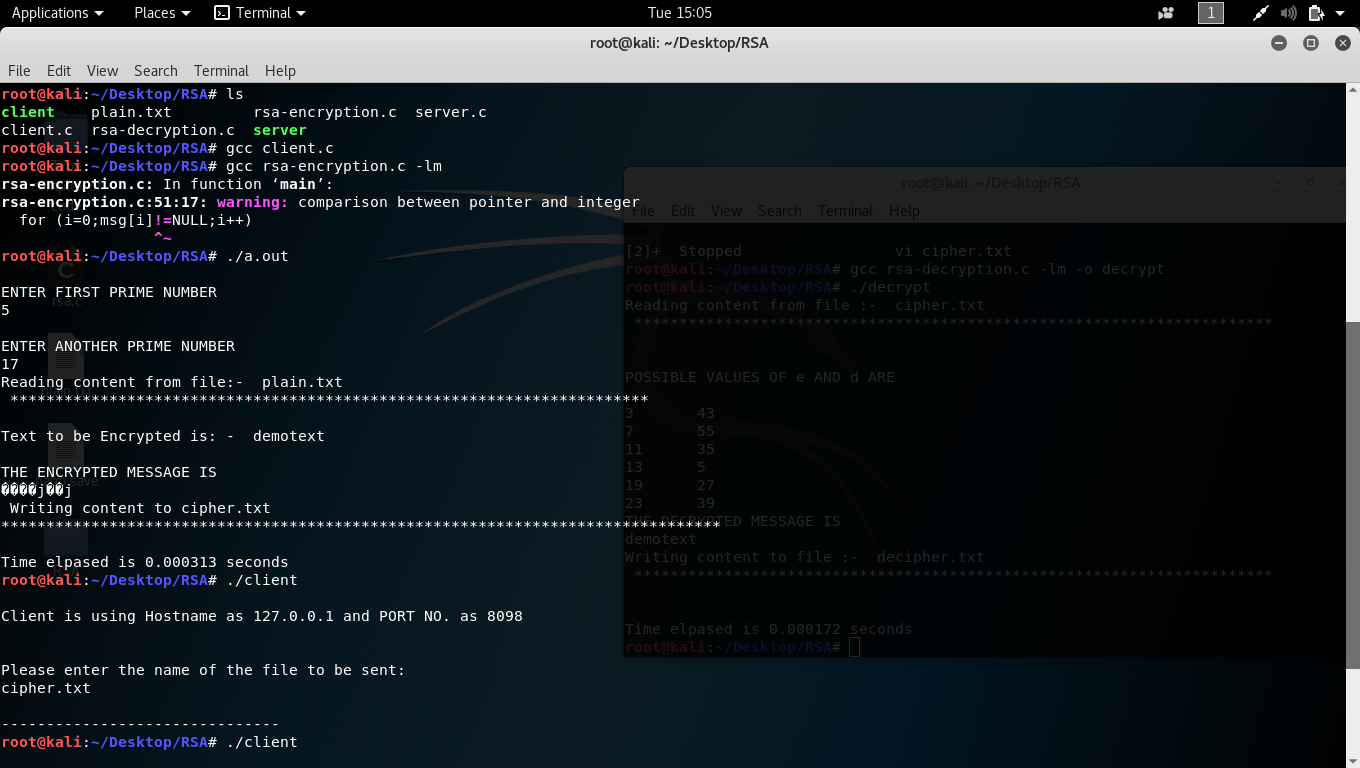 Applications Places Terminal Tue 15:05 1
root@kali: ~/Desktop/RSA
File Edit View Search Terminal Help
root@kali:~/Desktop/RSA# ls
client plain.txt rsa-encryption.c server.c
client.c rsa-decryption.c server
root@kali:~/Desktop/RSA# gcc client.c
root@kali:~/Desktop/RSA# gcc rsa-encryption.c -lm
rsa-encryption.c: In function ‘main’:
rsa-encryption.c:51:17: warning: comparison between pointer and integer
for (i=0;msg[i]!=NULL;i++)
^~
root@kali:~/Desktop/RSA# ./a.out
ENTER FIRST PRIME NUMBER
5
ENTER ANOTHER PRIME NUMBER
17
Reading content from file:- plain.txt
***********************************************************************
Text to be Encrypted is: - demotext
THE ENCRYPTED MESSAGE IS
����j��j
Writing content to cipher.txt
********************************************************************************
Time elpased is 0.000313 seconds
root@kali:~/Desktop/RSA# ./client
Client is using Hostname as 127.0.0.1 and PORT NO. as 8098
Please enter the name of the file to be sent:
cipher.txt
-------------------------------
root@kali:~/Desktop/RSA# ./client
root@kali: ~/Desktop/RSA
File Edit View Search Terminal Help
[2]+ Stopped vi cipher.txt
root@kali:~/Desktop/RSA# gcc rsa-decryption.c -lm -o decrypt
root@kali:~/Desktop/RSA# ./decrypt
Reading content from file :- cipher.txt
***********************************************************************
POSSIBLE VALUES OF e AND d ARE
3 43
7 55
11 35
13 5
19 27
23 39
THE DECRYPTED MESSAGE IS
demotext
Writing content to file :- decipher.txt
***********************************************************************
Time elpased is 0.000172 seconds
root@kali:~/Desktop/RSA#
C
rsa.c